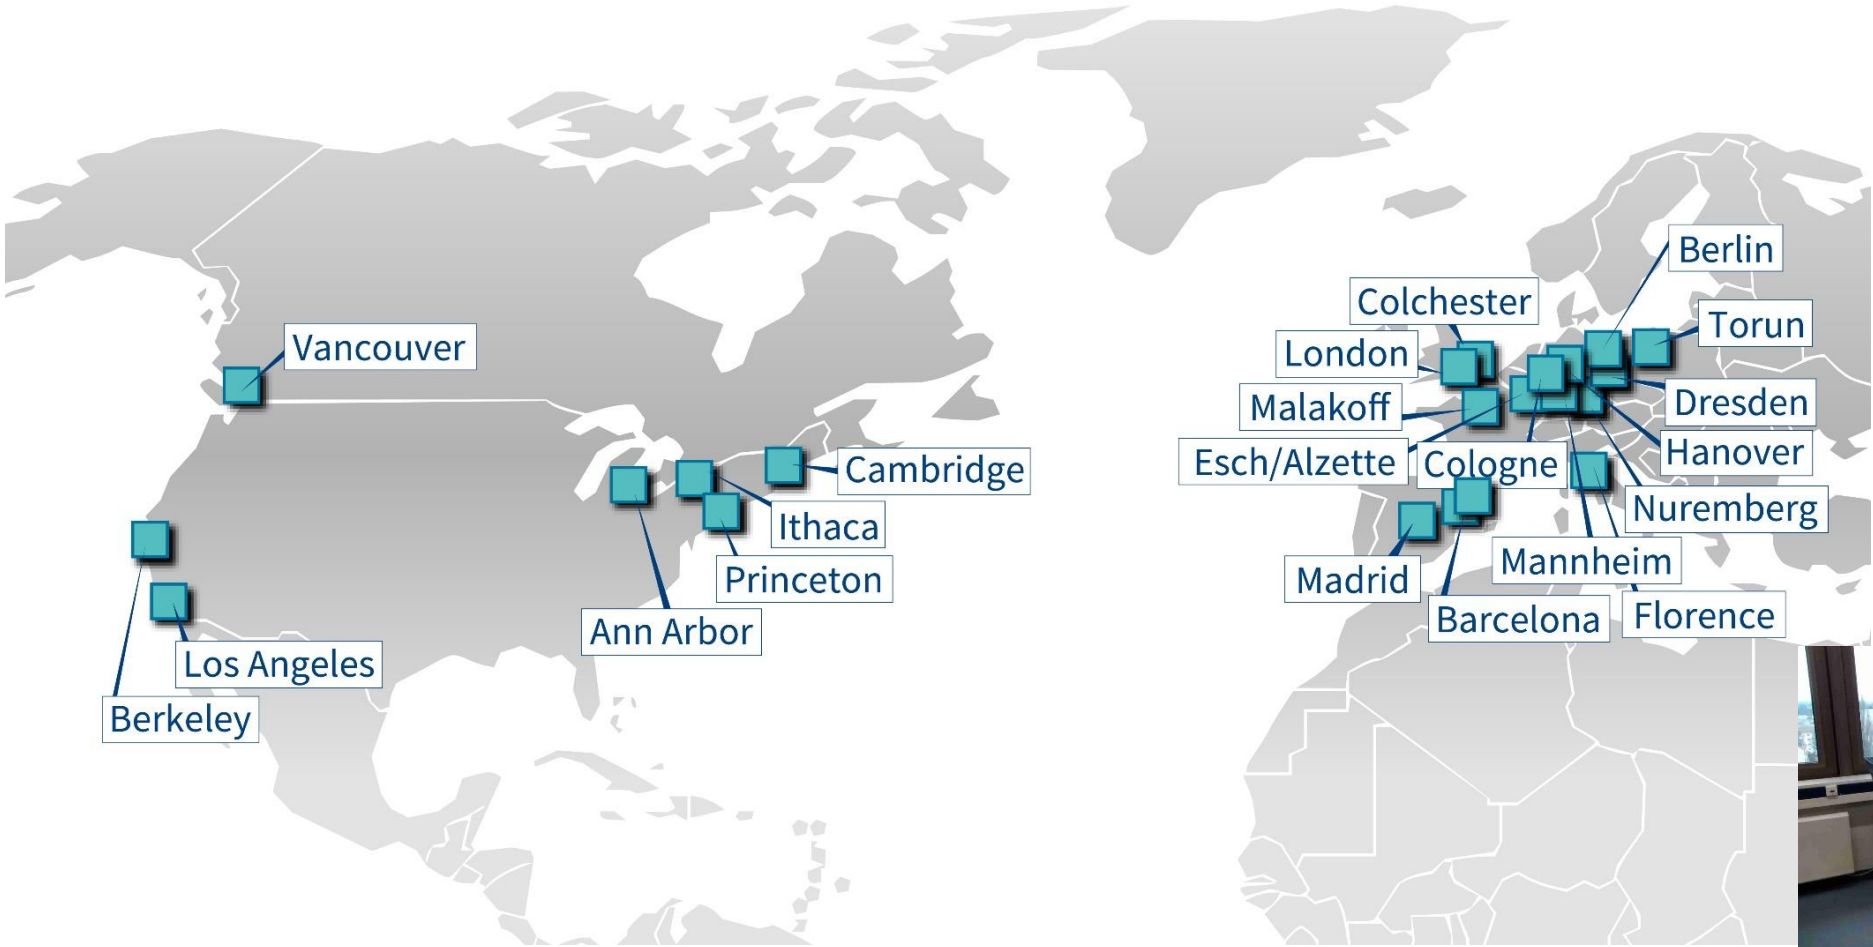 Vancouver
Cambridge
Ithaca
Princeton
Ann Arbor
Los Angeles
Berkeley
Berlin
Colchester
Torun
London
Malakoff
Dresden
Esch/Alzette
Cologne
Hanover
Nuremberg
Mannheim
Madrid
Barcelona
Florence